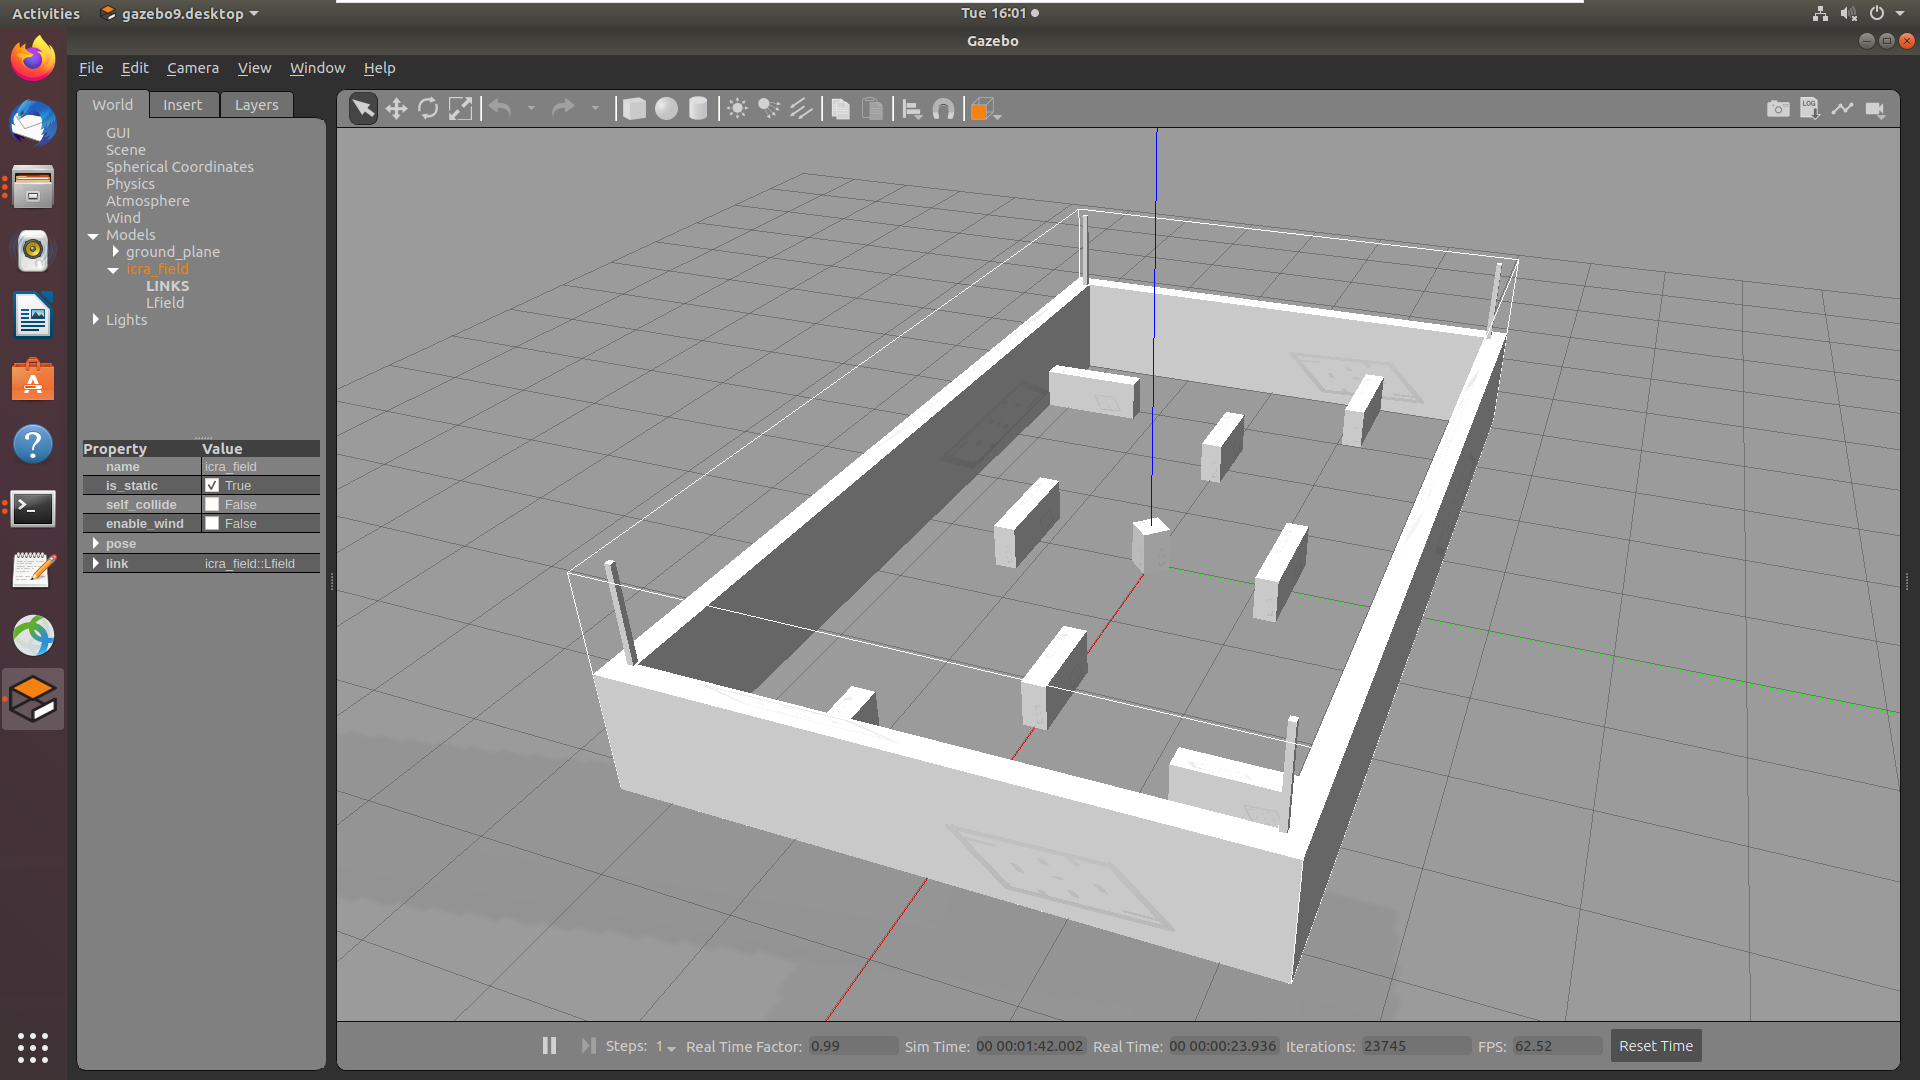 Activities gazebo9.desktop Tue 16:01
Gazebo
File Edit Camera View Window Help
World Insert Layers
LOG
GUI
Scene
Spherical Coordinates
Physics
Atmosphere
Wind
Models
ground_plane
icra_field
LINKS
Lfield
Lights
Property Value
name icra_field
is_static True
self_collide False
enable_wind False
pose
link icra_field::Lfield
Steps: 1 Real Time Factor: 0.99 Sim Time: 00 00:01:42.002 Real Time: 00 00:00:23.936 Iterations: 23745 FPS: 62.52 Reset Time